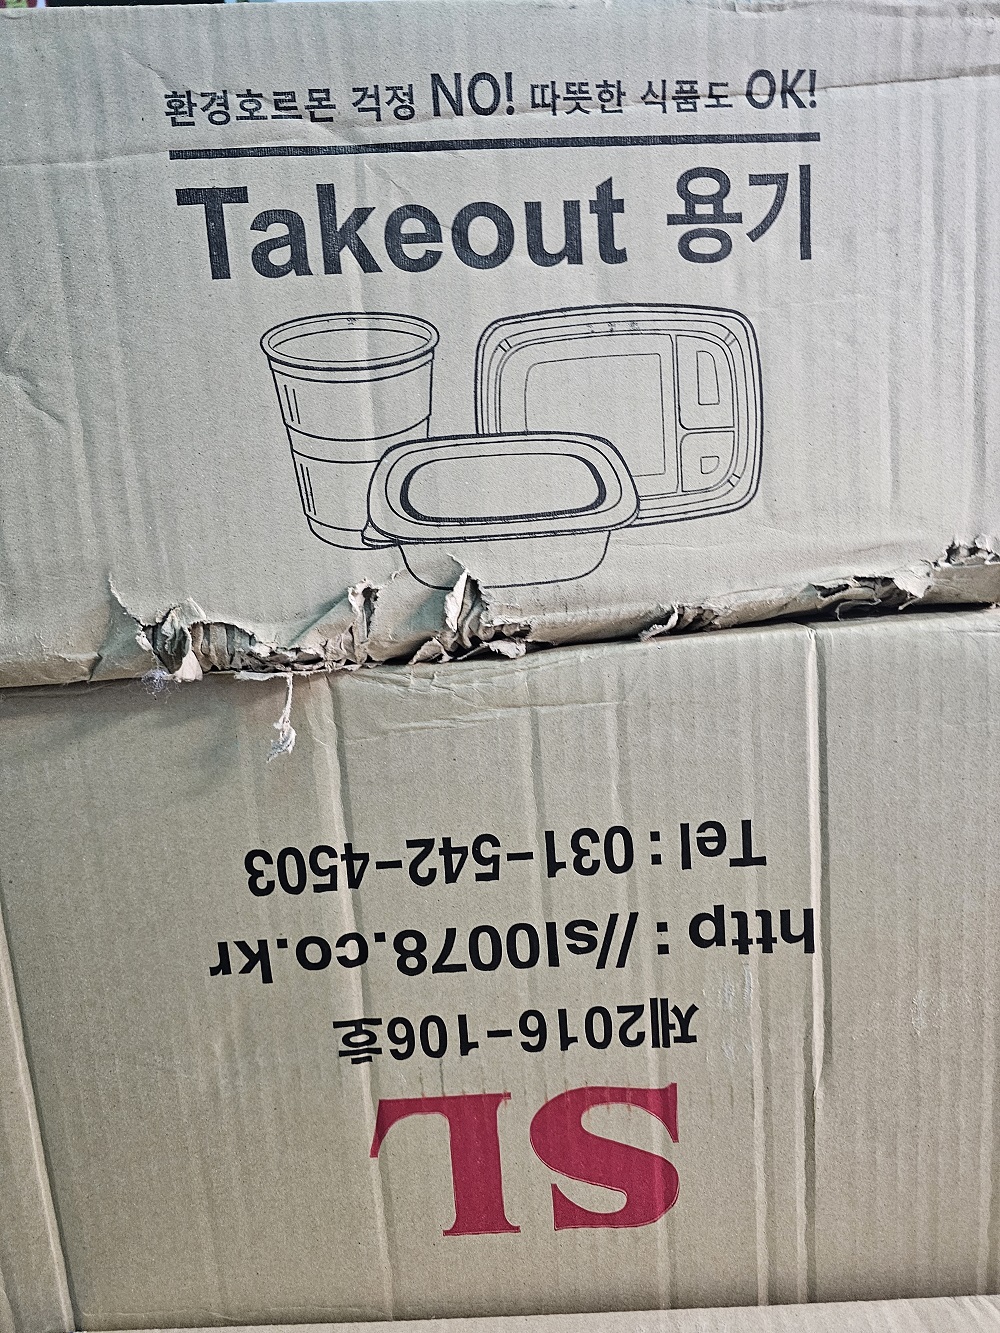 환경호르몬 걱정 NO! 따뜻한 식품도 OK!
Takeout 용기
SL
제2016-106호
http : //sl0078.co.kr
Tel : 031-542-4503